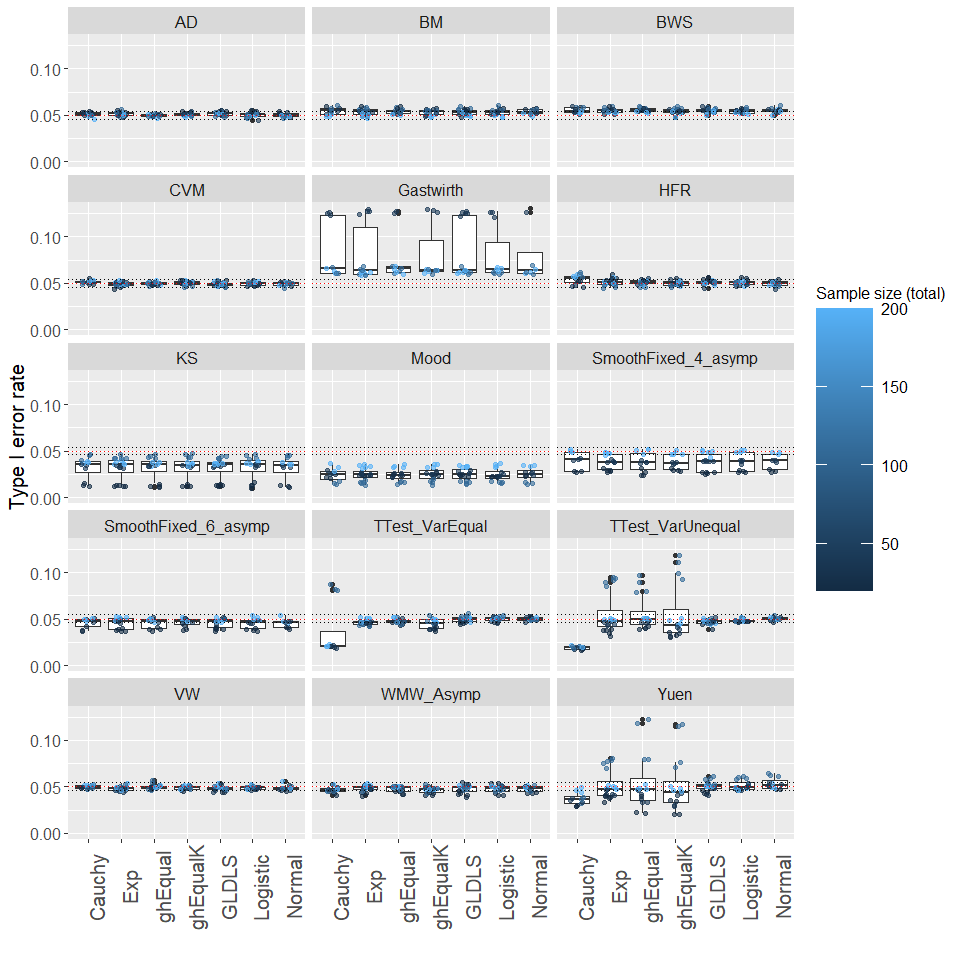 AD BM BWS
0.10
0.05
0.00
CVM Gastwirth HFR
0.10
0.05
0.00
KS Mood SmoothFixed_4_asymp
0.10
0.05
0.00
SmoothFixed_6_asymp TTest_VarEqual TTest_VarUnequal
0.10
0.05
0.00
VW WMW_Asymp Yuen
0.10
0.05
0.00
Cauchy Exp ghEqual ghEqualK GLDLS Logistic Normal Cauchy Exp ghEqual ghEqualK GLDLS Logistic Normal Cauchy Exp ghEqual ghEqualK GLDLS Logistic Normal
Type I error rate
Sample size (total)
200
150
100
50